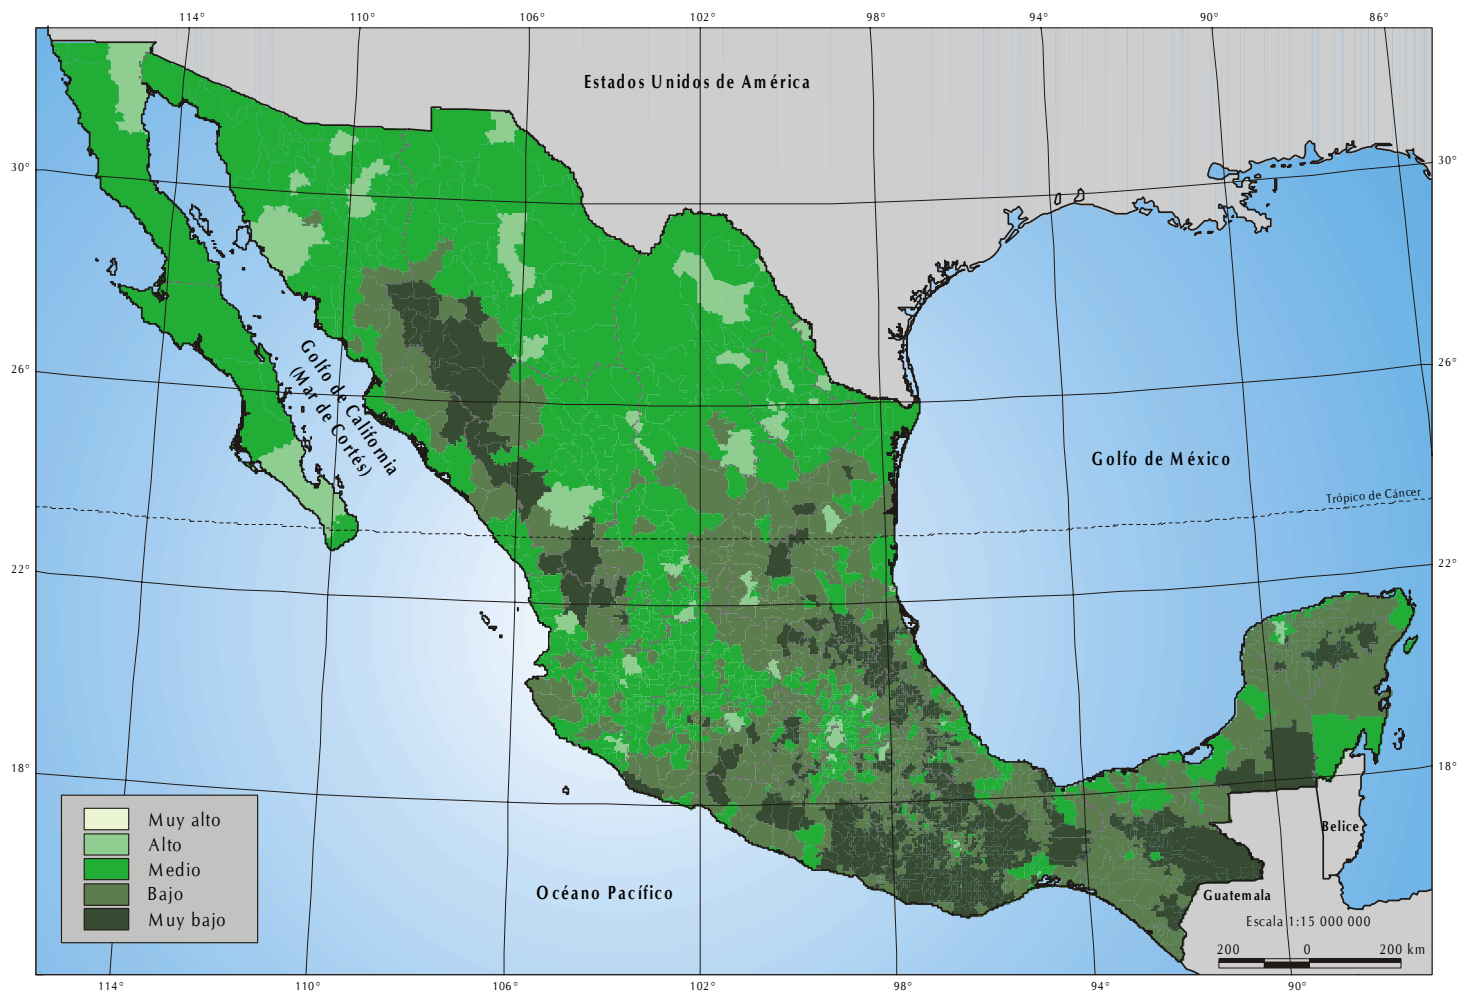 114° 110° 106° 102° 98° 94° 90° 86°
Estados Unidos de América
30° 30°
26° 26°
Golfo de California
(Mar de Cortés)
Golfo de México
Trópico de Cáncer
22° 22°
18° 18°
Muy alto
Alto
Medio
Bajo
Muy bajo
Belice
Océano Pacífico
Guatemala
Escala 1:15 000 000
200 0 200 km
114° 110° 106° 102° 98° 94° 90°